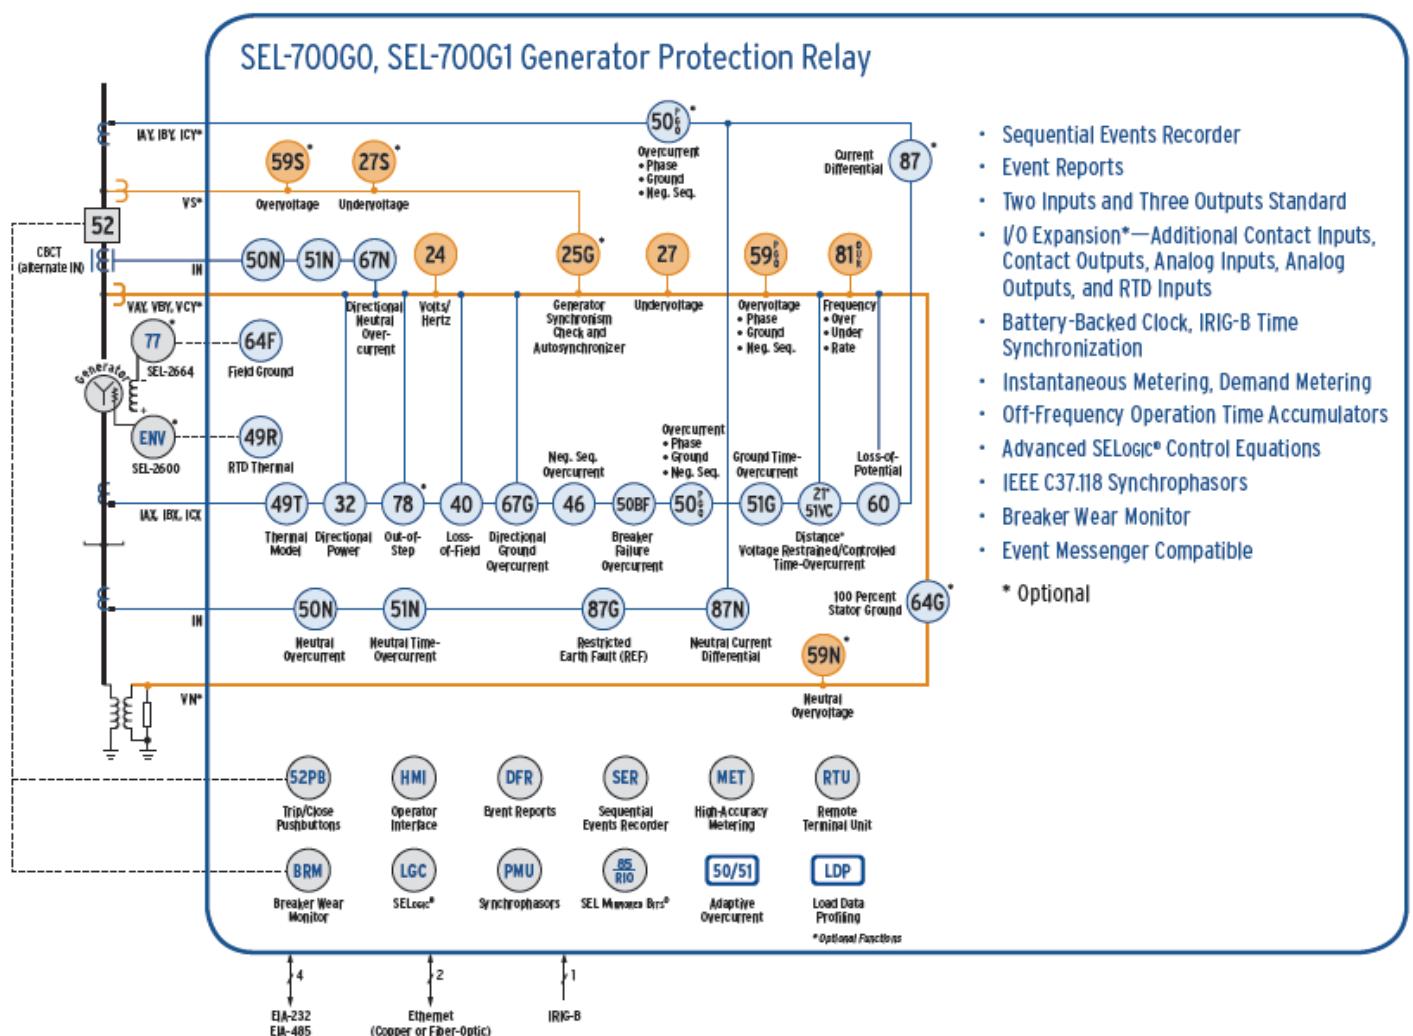 SEL-700G0, SEL-700G1 Generator Protection Relay
IAY, IBY, ICY*
50 P G Q *
Overcurrent
• Phase
• Ground
• Neg. Seq.
Current
Differential
87 *
59S *
Overvoltage
27S *
Undervoltage
VS*
52
CBCT
(alternate IN)
IN
50N
51N
67N
Directional
Neutral
Over-
current
24
Volts/
Hertz
25G *
Generator
Synchronism
Check and
Autosynchronizer
27
Undervoltage
59 P G Q
Overvoltage
• Phase
• Ground
• Neg. Seq.
81 O U R
Frequency
• Over
• Under
• Rate
VAY, VBY, VCY*
77 *
SEL-2664
64F
Field Ground
Generator
+
ENV *
SEL-2600
49R
RTD Thermal
IAX, IBX, ICX
49T
Thermal
Model
32
Directional
Power
78 *
Out-of-
Step
40
Loss-
of-Field
67G
Directional
Ground
Overcurrent
Neg. Seq.
Overcurrent
46
50BF
Breaker
Failure
Overcurrent
Overcurrent
• Phase
• Ground
• Neg. Seq.
50 P G Q
Ground Time-
Overcurrent
51G
21*
51VC
Distance*
Voltage Restrained/Controlled
Time-Overcurrent
Loss-of-
Potential
60
IN
50N
Neutral
Overcurrent
51N
Neutral Time-
Overcurrent
87G
Restricted
Earth Fault (REF)
87N
Neutral Current
Differential
100 Percent
Stator Ground
64G *
59N *
Neutral
Overvoltage
VN*
52PB
Trip/Close
Pushbuttons
HMI
Operator
Interface
DFR
Event Reports
SER
Sequential
Events Recorder
MET
High-Accuracy
Metering
RTU
Remote
Terminal Unit
BRM
Breaker Wear
Monitor
LGC
SELOGIC®
PMU
Synchrophasors
85
RIO
SEL MIRRORED BITS®
50/51
Adaptive
Overcurrent
LDP
Load Data
Profiling
*Optional Functions
4
EIA-232
EIA-485
2
Ethernet
(Copper or Fiber-Optic)
1
IRIG-B
• Sequential Events Recorder
• Event Reports
• Two Inputs and Three Outputs Standard
• I/O Expansion*—Additional Contact Inputs,
Contact Outputs, Analog Inputs, Analog
Outputs, and RTD Inputs
• Battery-Backed Clock, IRIG-B Time
Synchronization
• Instantaneous Metering, Demand Metering
• Off-Frequency Operation Time Accumulators
• Advanced SELOGIC® Control Equations
• IEEE C37.118 Synchrophasors
• Breaker Wear Monitor
• Event Messenger Compatible
* Optional